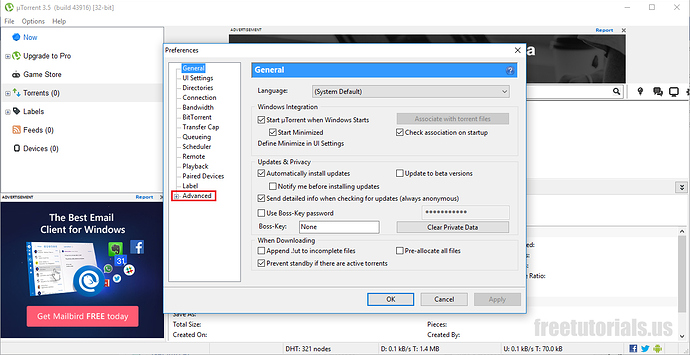 µTorrent 3.5 (build 43916) [32-bit]
File Options Help
Now
Upgrade to Pro
Game Store
Torrents (0)
Labels
Feeds (0)
Devices (0)
ADVERTISEMENT Report x
The Best Email
Client for Windows
31
Get Mailbird FREE today
ADVERTISEMENT Report x
Preferences
General
UI Settings
Directories
Connection
Bandwidth
BitTorrent
Transfer Cap
Queueing
Scheduler
Remote
Playback
Paired Devices
Label
Advanced
General
Language: (System Default)
Windows Integration
Start µTorrent when Windows Starts Associate with torrent files
Start Minimized Check association on startup
Define Minimize in UI Settings
Updates & Privacy
Automatically install updates Update to beta versions
Notify me before installing updates
Send detailed info when checking for updates (always anonymous)
Use Boss-Key password ***********
Boss-Key: None Clear Private Data
When Downloading
Append .!ut to incomplete files Pre-allocate all files
Prevent standby if there are active torrents
OK Cancel Apply
ed:
Ratio:
Total Size: Pieces:
Created On: Created By:
freetutorials.us
DHT: 321 nodes D: 0.1 kB/s T: 1.4 MB U: 0.1 kB/s T: 70.0 kB